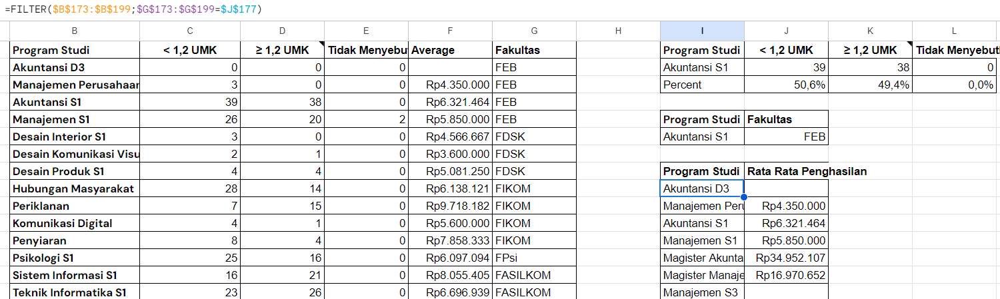 =FILTER($B$173:$B$199;$G$173:$G$199=$J$177)
B C D E F G H I J K L
Program Studi < 1,2 UMK ≥ 1,2 UMK Tidak Menyebu Average Fakultas Program Studi < 1,2 UMK ≥ 1,2 UMK Tidak Menyebutl
Akuntansi D3 0 0 0 FEB Akuntansi S1 39 38 0
Manajemen Perusahaar 3 0 0 Rp4.350.000 FEB Percent 50,6% 49,4% 0,0%
Akuntansi S1 39 38 0 Rp6.321.464 FEB
Manajemen S1 26 20 2 Rp5.850.000 FEB Program Studi Fakultas
Desain Interior S1 3 0 0 Rp4.566.667 FDSK Akuntansi S1 FEB
Desain Komunikasi Visu 2 1 0 Rp3.600.000 FDSK
Desain Produk S1 4 4 0 Rp5.081.250 FDSK Program Studi Rata Rata Penghasilan
Hubungan Masyarakat 28 14 0 Rp6.138.121 FIKOM Akuntansi D3
Periklanan 7 15 0 Rp9.718.182 FIKOM Manajemen Peru Rp4.350.000
Komunikasi Digital 4 1 0 Rp5.600.000 FIKOM Akuntansi S1 Rp6.321.464
Penyiaran 8 4 0 Rp7.858.333 FIKOM Manajemen S1 Rp5.850.000
Psikologi S1 25 16 0 Rp6.097.094 FPsi Magister Akunta Rp34.952.107
Sistem Informasi S1 16 21 0 Rp8.055.405 FASILKOM Magister Manaje Rp16.970.652
Teknik Informatika S1 23 26 0 Rp6.696.939 FASILKOM Manajemen S3